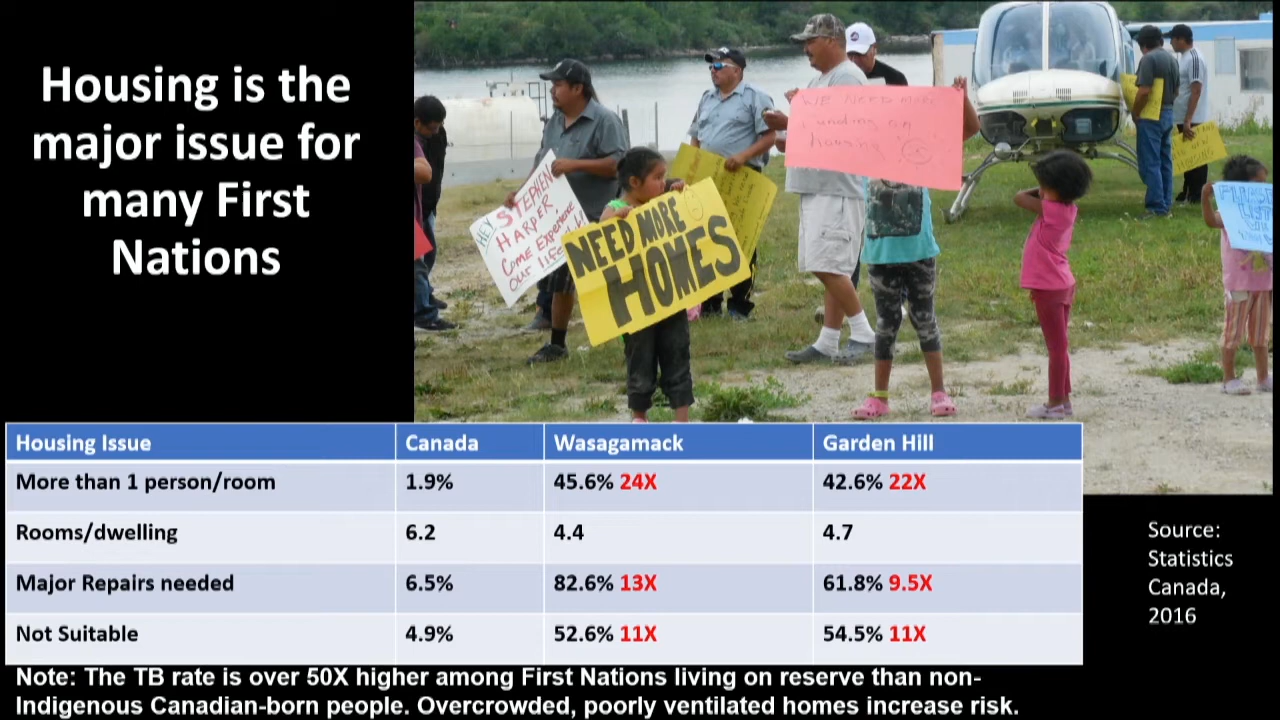 Housing is the
major issue for
many First
Nations
HEY STEPHEN
HARPER
COME Experience
our life
NEED MORE
HOMES
WE NEED MORE
funding on
housing
Housing Issue Canada Wasagamack Garden Hill
More than 1 person/room 1.9% 45.6% 24X 42.6% 22X
Rooms/dwelling 6.2 4.4 4.7
Major Repairs needed 6.5% 82.6% 13X 61.8% 9.5X
Not Suitable 4.9% 52.6% 11X 54.5% 11X
Source:
Statistics
Canada,
2016
Note: The TB rate is over 50X higher among First Nations living on reserve than non-
Indigenous Canadian-born people. Overcrowded, poorly ventilated homes increase risk.